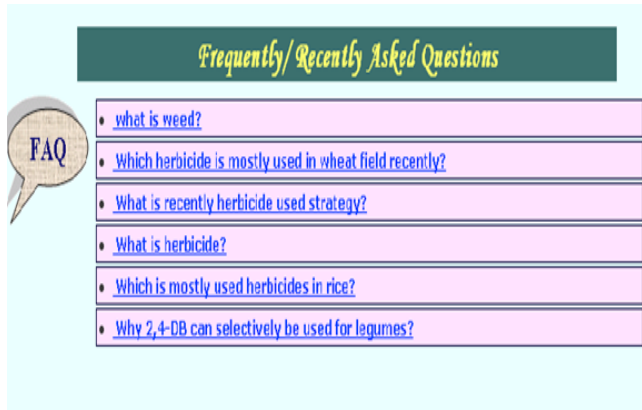 Frequently/Recently Asked Questions
FAQ
what is weed?
Which herbicide is mostly used in wheat field recently?
What is recently herbicide used strategy?
What is herbicide?
Which is mostly used herbicides in rice?
Why 2,4-DB can selectively be used for legumes?